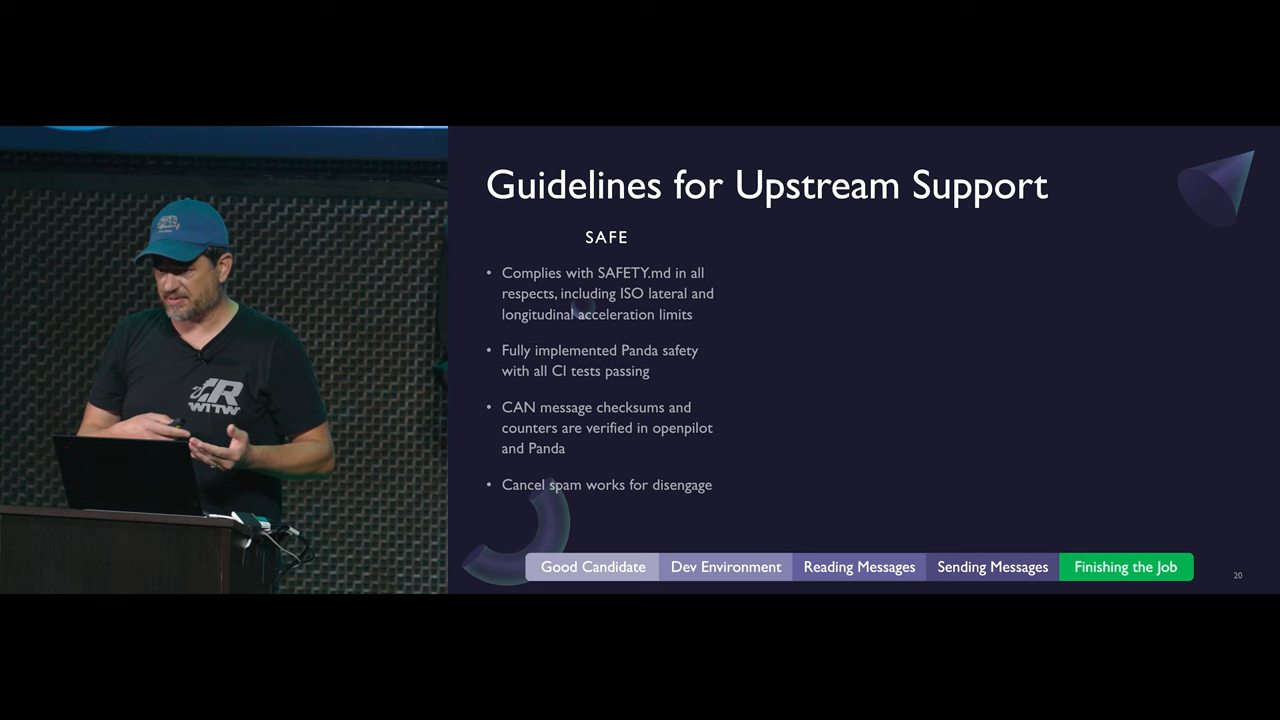 Guidelines for Upstream Support
SAFE
• Complies with SAFETY.md in all
respects, including ISO lateral and
longitudinal acceleration limits
• Fully implemented Panda safety
with all CI tests passing
• CAN message checksums and
counters are verified in openpilot
and Panda
• Cancel spam works for disengage
Good Candidate
Dev Environment
Reading Messages
Sending Messages
Finishing the Job
20